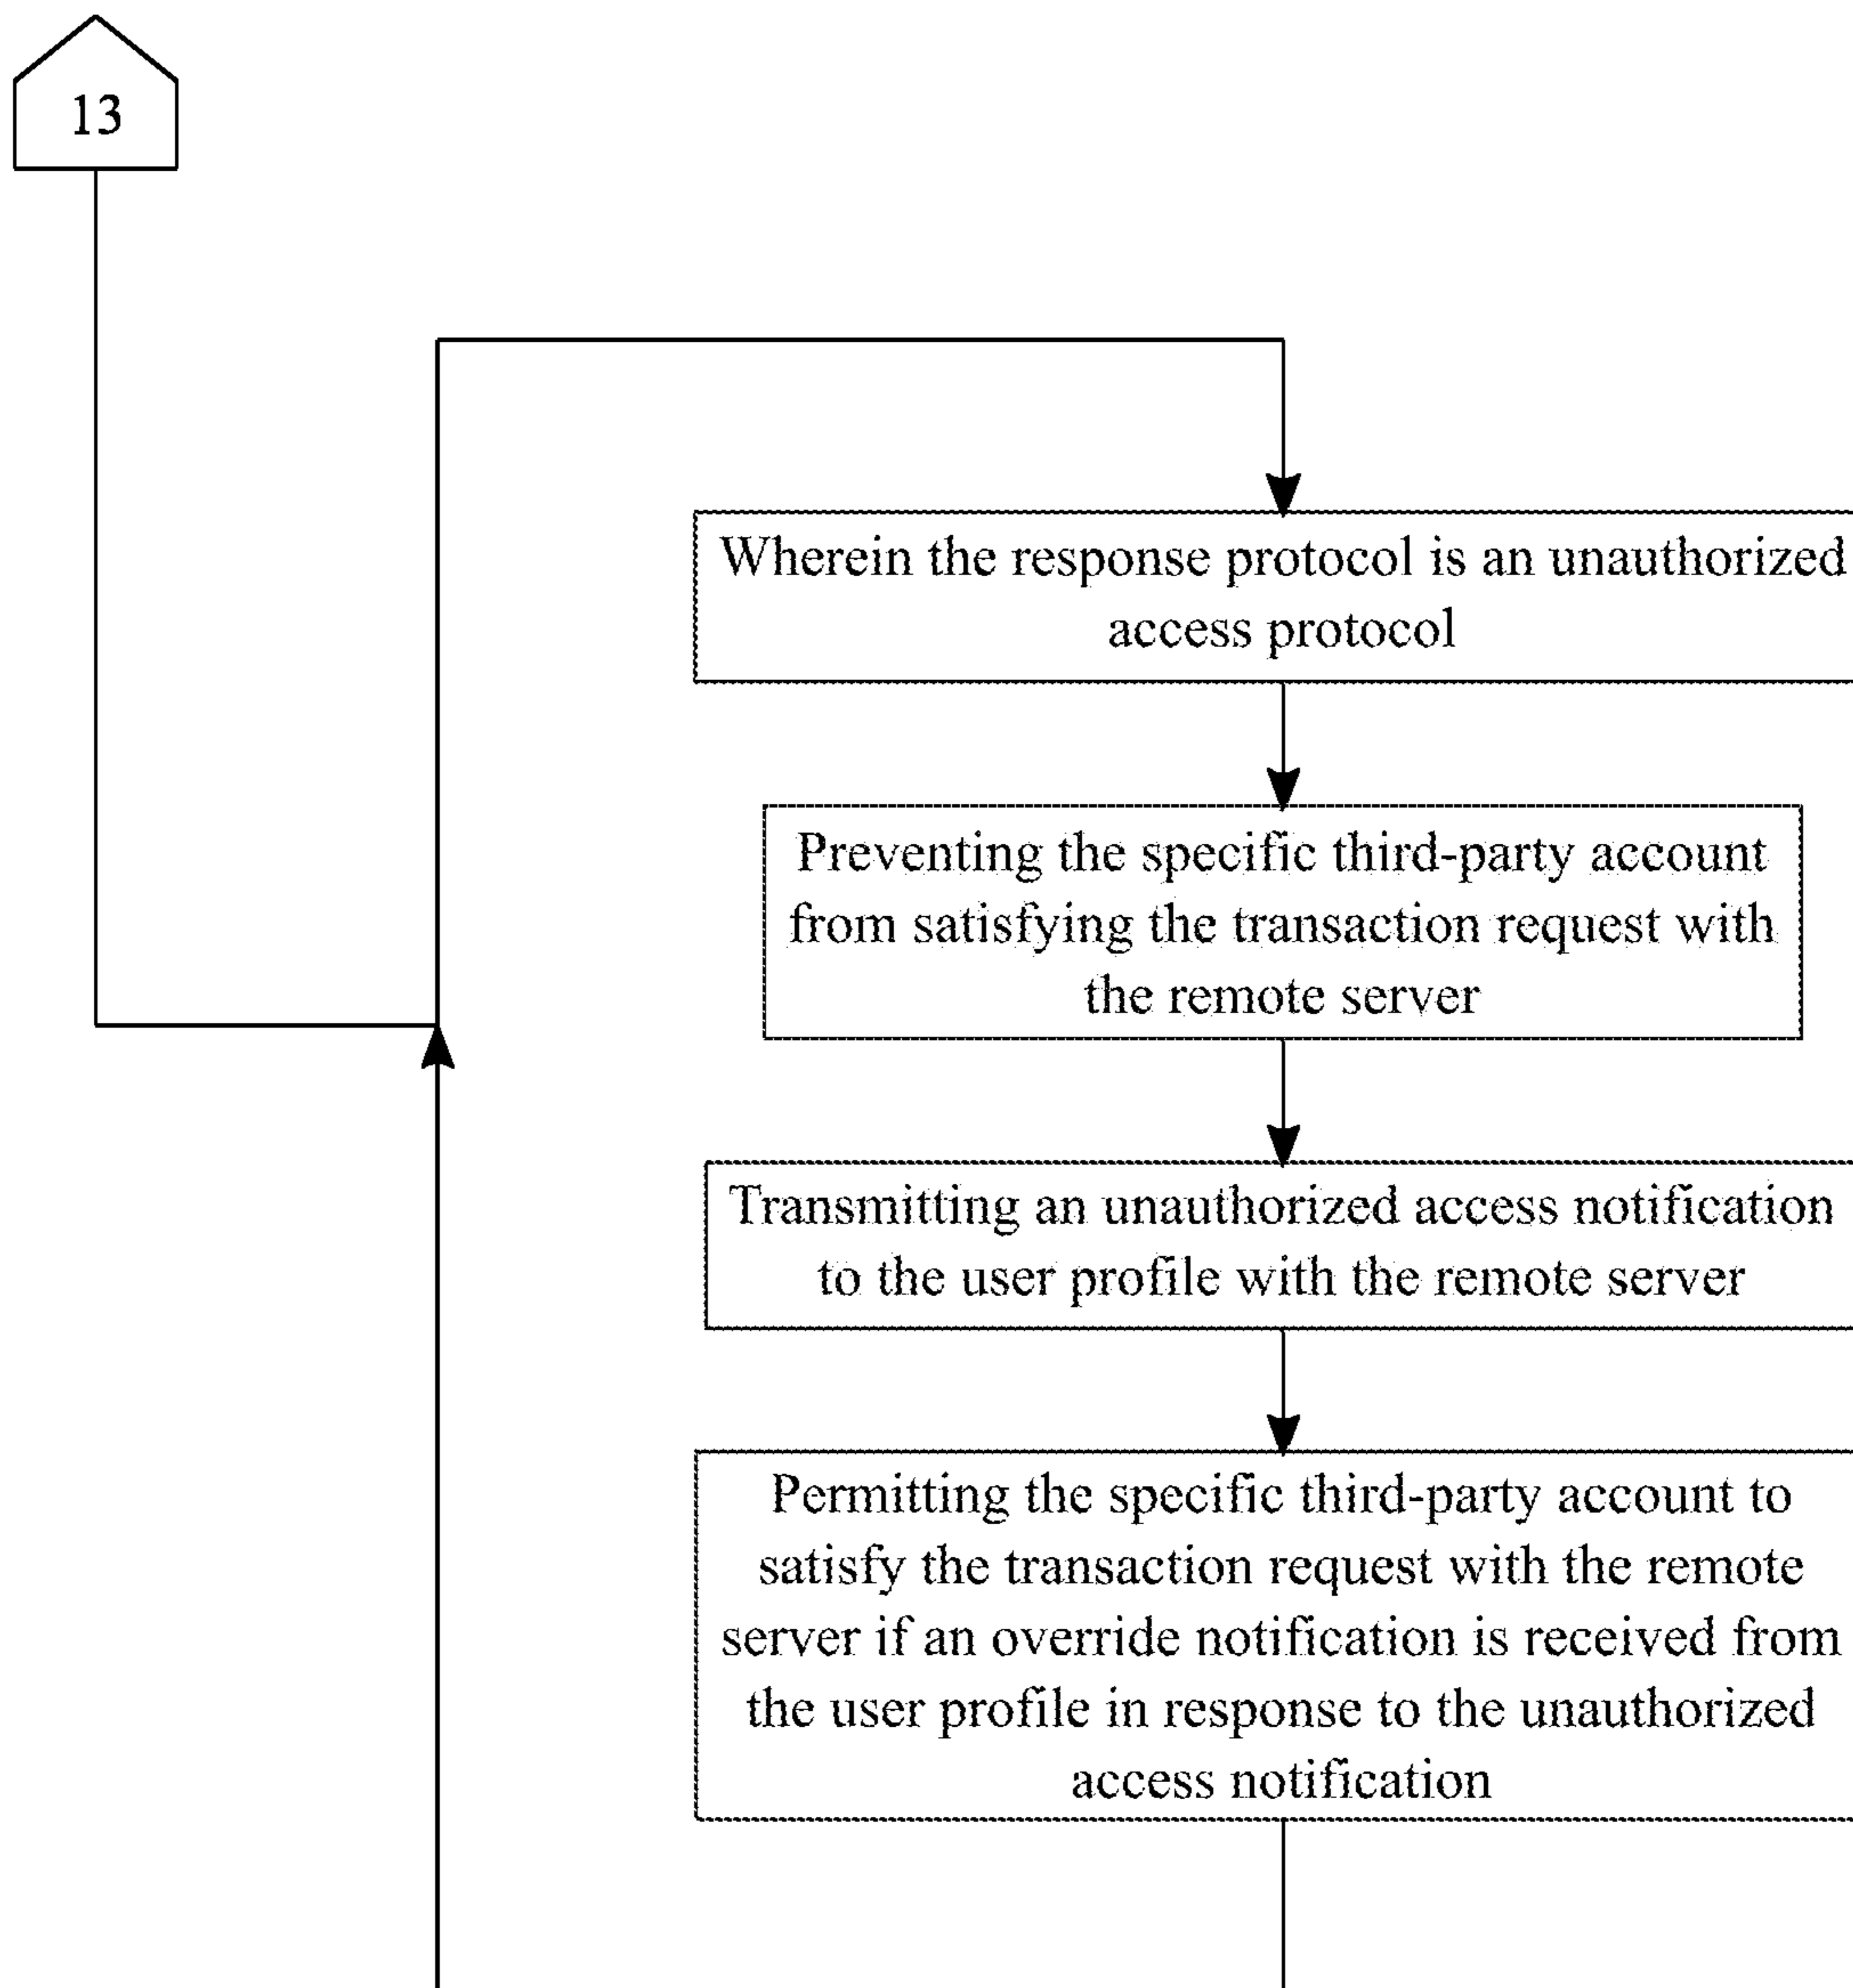 13
Wherein the response protocol is an unauthorized
access protocol
Preventing the specific third-party account
from satisfying the transaction request with
the remote server
Transmitting an unauthorized access notification
to the user profile with the remote server
Permitting the specific third-party account to
satisfy the transaction request with the remote
server if an override notification is received from
the user profile in response to the unauthorized
access notification